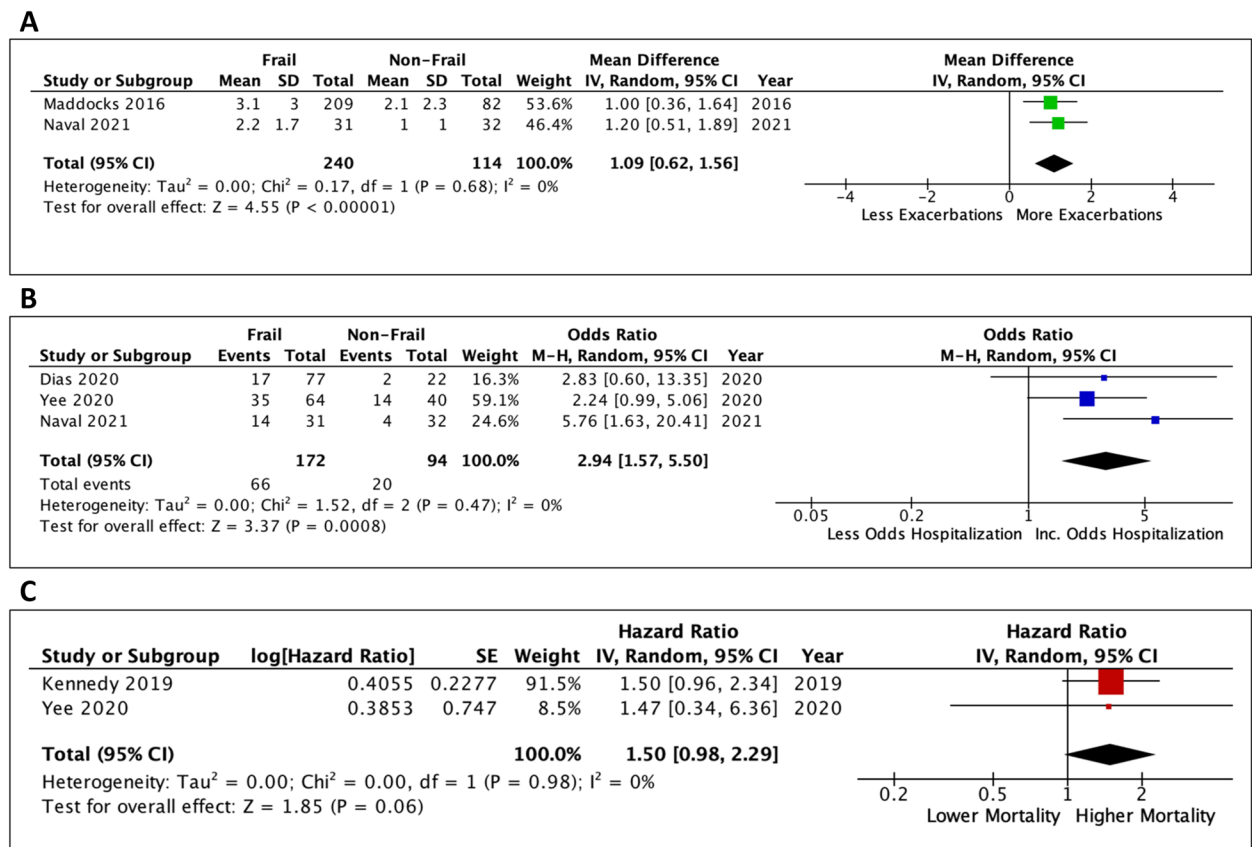 A
Frail Non-Frail Mean Difference Mean Difference
Study or Subgroup Mean SD Total Mean SD Total Weight IV, Random, 95% CI Year IV, Random, 95% CI
Maddocks 2016 3.1 3 209 2.1 2.3 82 53.6% 1.00 [0.36, 1.64] 2016
Naval 2021 2.2 1.7 31 1 1 32 46.4% 1.20 [0.51, 1.89] 2021
Total (95% CI) 240 114 100.0% 1.09 [0.62, 1.56]
Heterogeneity: Tau² = 0.00; Chi² = 0.17, df = 1 (P = 0.68); I² = 0%
Test for overall effect: Z = 4.55 (P < 0.00001)
-4 -2 0 2 4
Less Exacerbations More Exacerbations
B
Frail Non-Frail Odds Ratio Odds Ratio
Study or Subgroup Events Total Events Total Weight M-H, Random, 95% CI Year M-H, Random, 95% CI
Dias 2020 17 77 2 22 16.3% 2.83 [0.60, 13.35] 2020
Yee 2020 35 64 14 40 59.1% 2.24 [0.99, 5.06] 2020
Naval 2021 14 31 4 32 24.6% 5.76 [1.63, 20.41] 2021
Total (95% CI) 172 94 100.0% 2.94 [1.57, 5.50]
Total events 66 20
Heterogeneity: Tau² = 0.00; Chi² = 1.52, df = 2 (P = 0.47); I² = 0%
Test for overall effect: Z = 3.37 (P = 0.0008)
0.05 0.2 1 5
Less Odds Hospitalization Inc. Odds Hospitalization
C
Hazard Ratio Hazard Ratio
Study or Subgroup log[Hazard Ratio] SE Weight IV, Random, 95% CI Year IV, Random, 95% CI
Kennedy 2019 0.4055 0.2277 91.5% 1.50 [0.96, 2.34] 2019
Yee 2020 0.3853 0.747 8.5% 1.47 [0.34, 6.36] 2020
Total (95% CI) 100.0% 1.50 [0.98, 2.29]
Heterogeneity: Tau² = 0.00; Chi² = 0.00, df = 1 (P = 0.98); I² = 0%
Test for overall effect: Z = 1.85 (P = 0.06)
0.2 0.5 1 2
Lower Mortality Higher Mortality